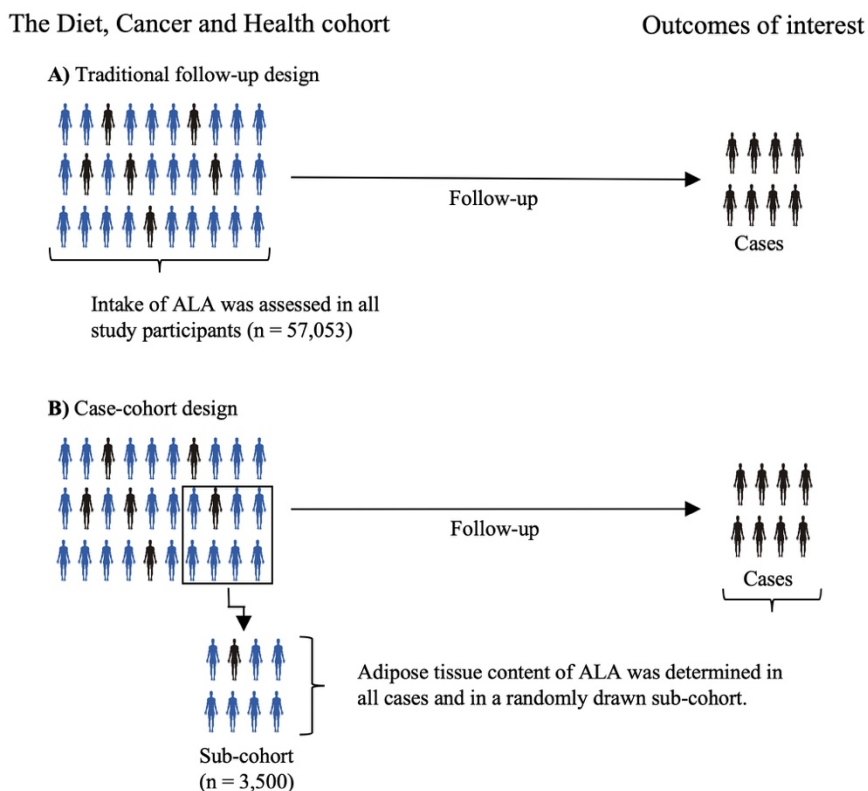 The Diet, Cancer and Health cohort
Outcomes of interest
A) Traditional follow-up design
Follow-up
Cases
Intake of ALA was assessed in all
study participants (n = 57,053)
B) Case-cohort design
Follow-up
Cases
Adipose tissue content of ALA was determined in
all cases and in a randomly drawn sub-cohort.
Sub-cohort
(n = 3,500)